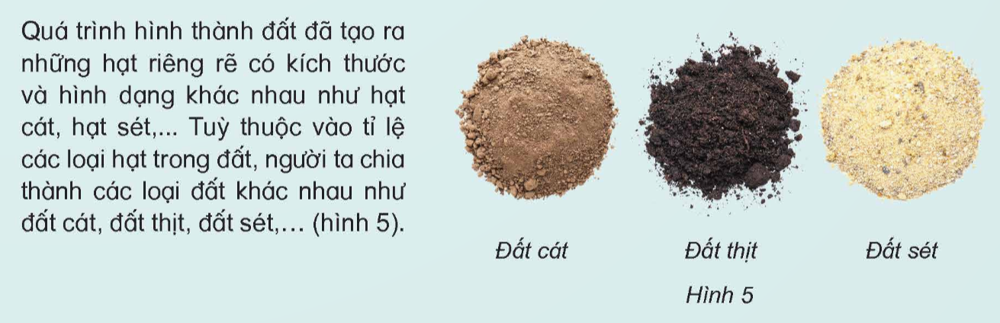 Quá trình hình thành đất đã tạo ra
những hạt riêng rẽ có kích thước
và hình dạng khác nhau như hạt
cát, hạt sét,... Tuỳ thuộc vào tỉ lệ
các loại hạt trong đất, người ta chia
thành các loại đất khác nhau như
đất cát, đất thịt, đất sét,... (hình 5).
Đất cát
Đất thịt
Đất sét
Hình 5